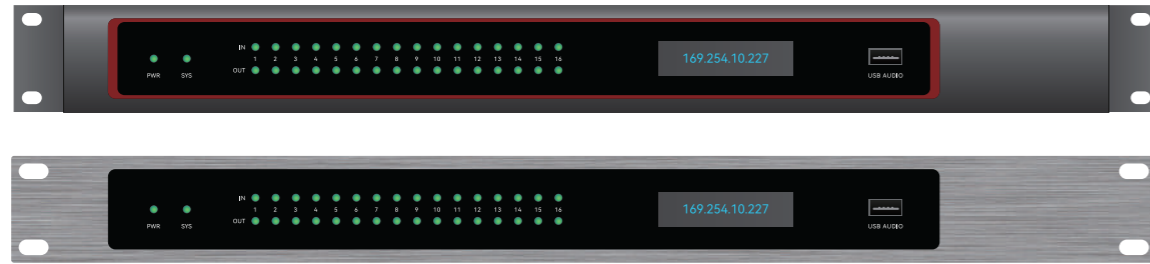 IN
1 2 3 4 5 6 7 8 9 10 11 12 13 14 15 16
OUT
PWR SYS
169.254.10.227
USB AUDIO
IN
1 2 3 4 5 6 7 8 9 10 11 12 13 14 15 16
OUT
PWR SYS
169.254.10.227
USB AUDIO